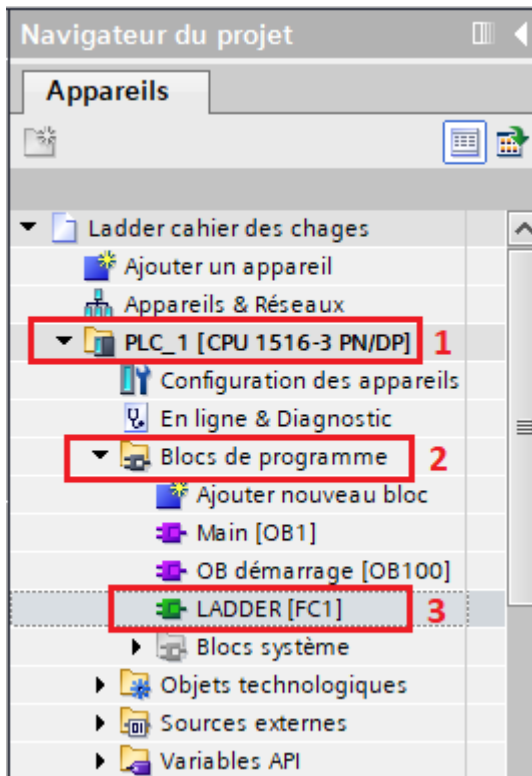 Navigateur du projet
Appareils
Ladder cahier des chages
Ajouter un appareil
Appareils & Réseaux
PLC_1 [CPU 1516-3 PN/DP] 1
Configuration des appareils
En ligne & Diagnostic
Blocs de programme 2
Ajouter nouveau bloc
Main [OB1]
OB démarrage [OB100]
LADDER [FC1] 3
Blocs système
Objets technologiques
Sources externes
Variables API